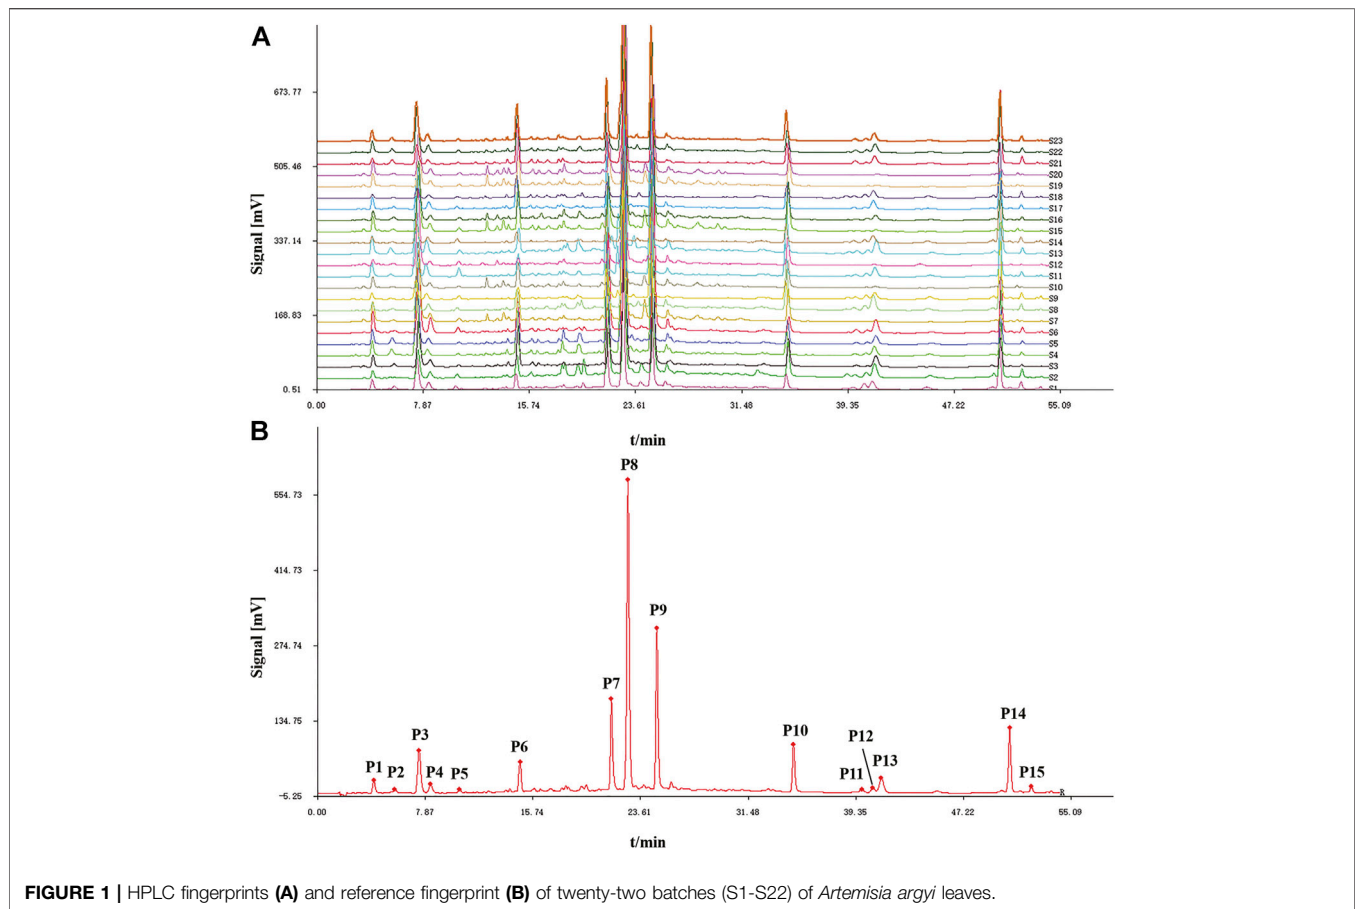 A
Signal [mV]
673.77
505.46
337.14
168.83
0.51
S23
S22
S21
S20
S19
S18
S17
S16
S15
S14
S13
S12
S11
S10
S9
S8
S7
S6
S5
S4
S3
S2
S1
0.00 7.87 15.74 23.61 31.48 39.35 47.22 55.09
t/min
B
Signal [mV]
554.73
414.73
274.74
134.75
-5.25
P1
P2
P3
P4
P5
P6
P7
P8
P9
P10
P11
P12
P13
P14
P15
R
0.00 7.87 15.74 23.61 31.48 39.35 47.22 55.09
t/min
FIGURE 1 | HPLC fingerprints (A) and reference fingerprint (B) of twenty-two batches (S1-S22) of Artemisia argyi leaves.